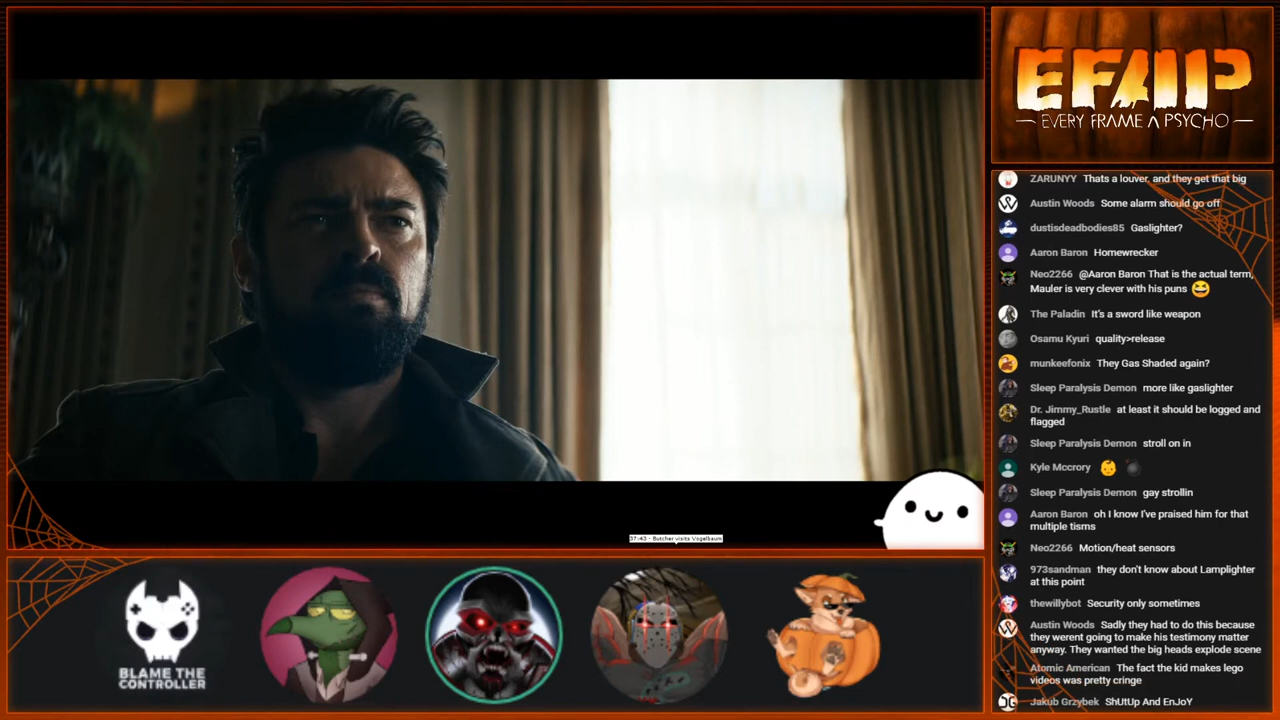 EFAP
EVERY FRAME A PSYCHO
ZARUNYY Thats a louver, and they get that big
Austin Woods Some alarm should go off
dustisdeadbodies85 Gaslighter?
Aaron Baron Homewrecker
Neo2266 @Aaron Baron That is the actual term,
Mauler is very clever with his puns
The Paladin It's a sword like weapon
Osamu Kyuri quality>release
munkeefonix They Gas Shaded again?
Sleep Paralysis Demon more like gaslighter
Dr. Jimmy_Rustle at least it should be logged and
flagged
Sleep Paralysis Demon stroll on in
Kyle Mccrory
Sleep Paralysis Demon gay strollin
Aaron Baron oh I know I've praised him for that
multiple tisms
Neo2266 Motion/heat sensors
973sandman they don't know about Lamplighter
at this point
thewillybot Security only sometimes
Austin Woods Sadly they had to do this because
they werent going to make his testimony matter
anyway. They wanted the big heads explode scene
Atomic American The fact the kid makes lego
videos was pretty cringe
Jakub Grzybek ShUtUp And EnJoY
37:43 - Butcher visits Vogelbaum
BLAME THE
CONTROLLER